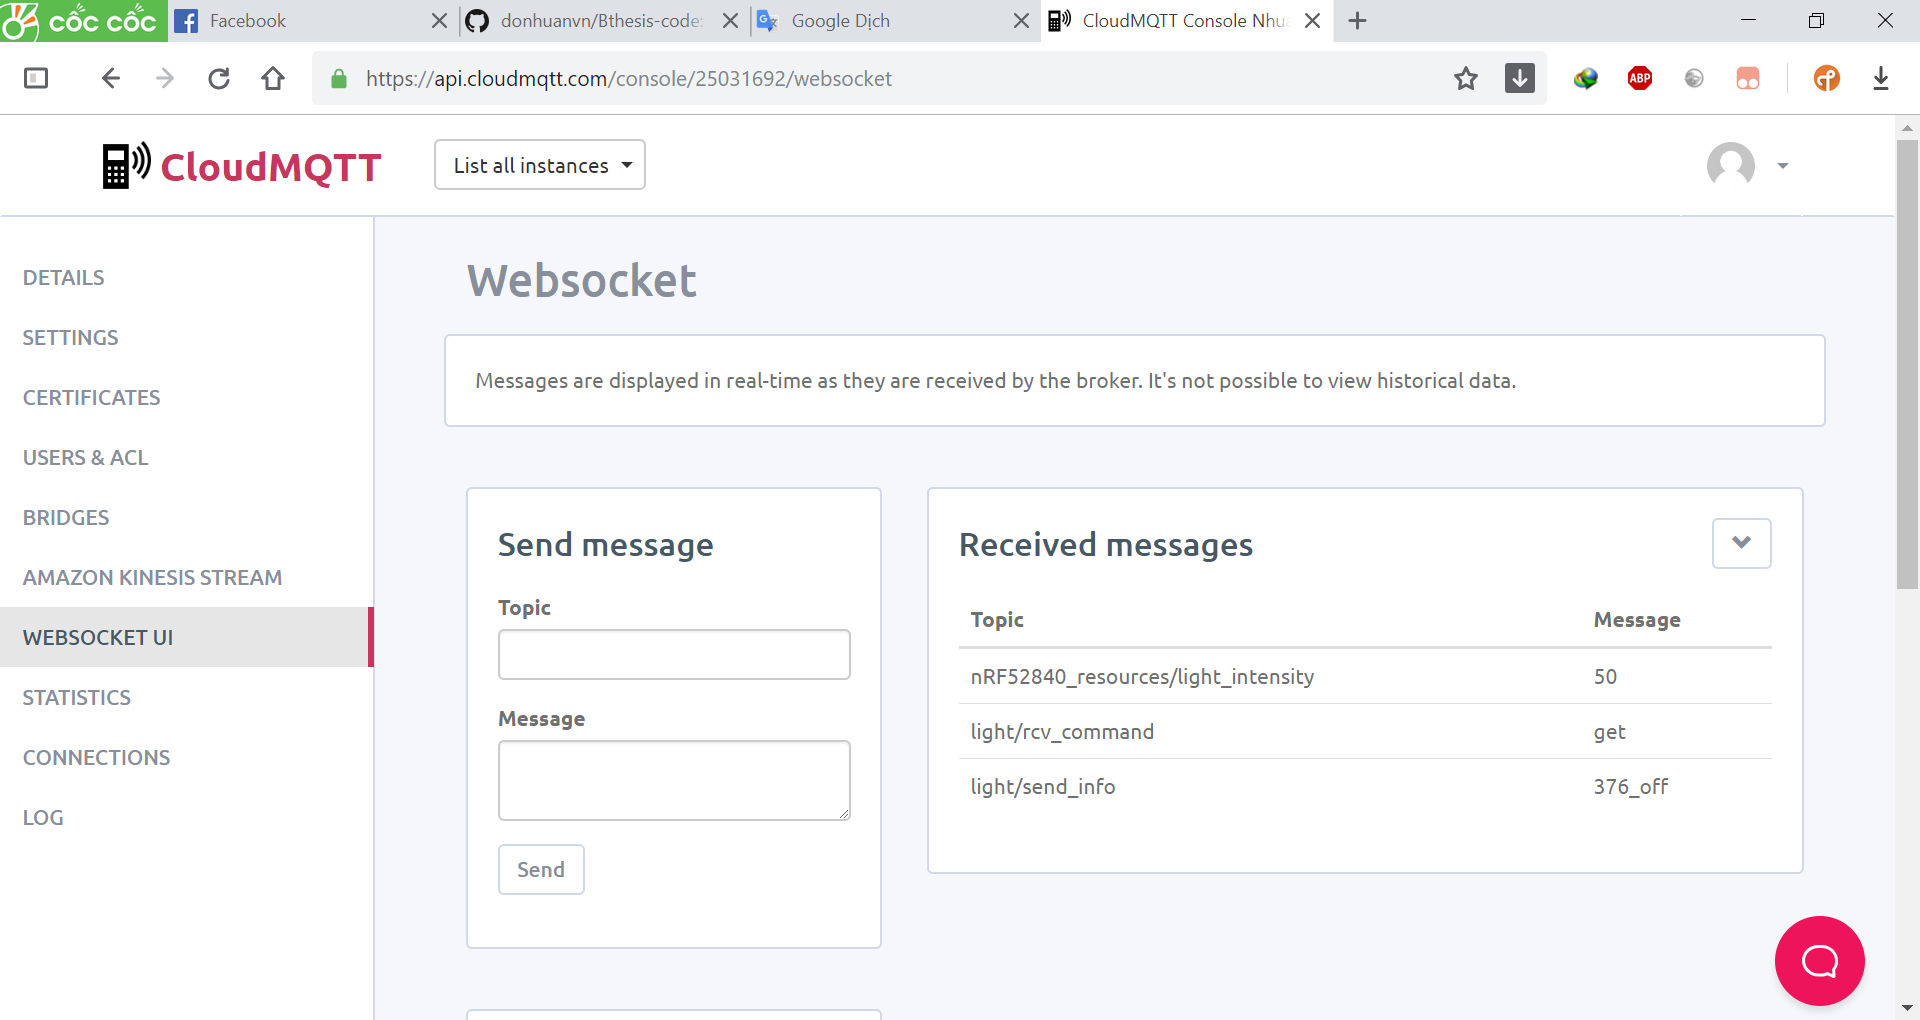 cốc cốc
Facebook
donhuanvn/Bthesis-code:
Google Dịch
CloudMQTT Console Nhua
https://api.cloudmqtt.com/console/25031692/websocket
ABP
CloudMQTT
List all instances
DETAILS
SETTINGS
CERTIFICATES
USERS & ACL
BRIDGES
AMAZON KINESIS STREAM
WEBSOCKET UI
STATISTICS
CONNECTIONS
LOG
Websocket
Messages are displayed in real-time as they are received by the broker. It's not possible to view historical data.
Send message
Topic
Message
Send
Received messages
Topic Message
nRF52840_resources/light_intensity 50
light/rcv_command get
light/send_info 376_off